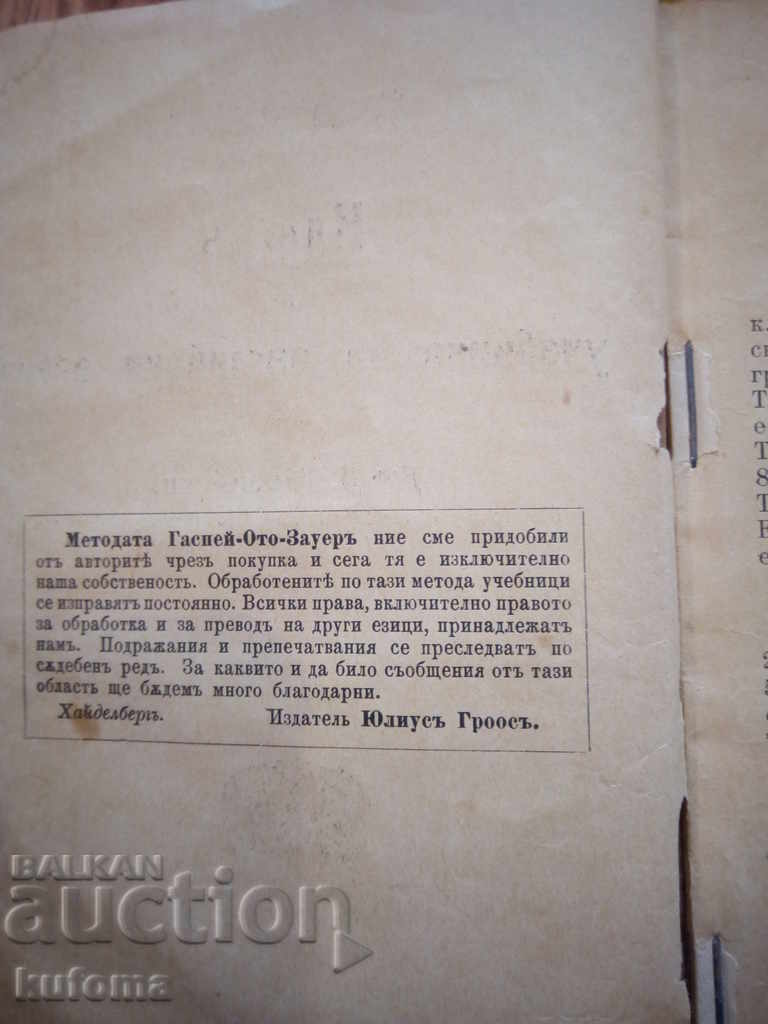 Методата Гаспей-Ото-Зауеръ ние сме придобили
отъ авторитѣ чрезъ покупка и сега тя е изключително
наша собственость. Обработенитѣ по тази метода учебници
се изправятъ постоянно. Всички права, включително правото
за обработка и за преводъ на други езици, принадлежатъ
намъ. Подражания и препечатвания се преследватъ по
сѫдебенъ редъ. За каквито и да било съобщения отъ тази
область ще бѫдемъ много благодарни.
Хайделбергъ. Издатель Юлиусъ Гроосъ.
гр
Т
е
Т
8
Т
е
BALKAN
auction
kufoma